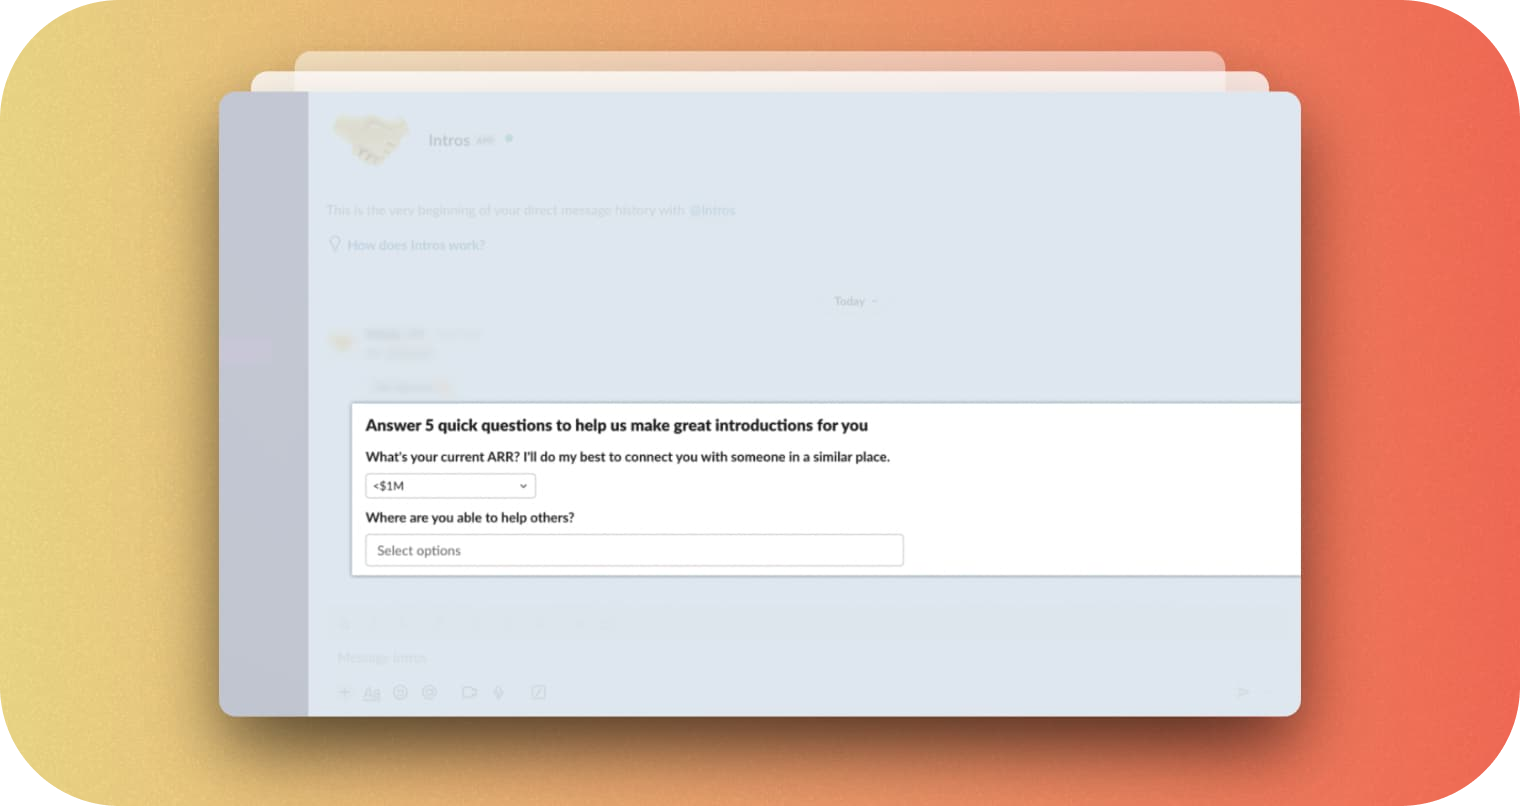 Intros APP
This is the very beginning of your direct message history with @Intros
How does Intros work?
Today
Answer 5 quick questions to help us make great introductions for you
What's your current ARR? I'll do my best to connect you with someone in a similar place.
<$1M
Where are you able to help others?
Select options
Message Intros
Aa